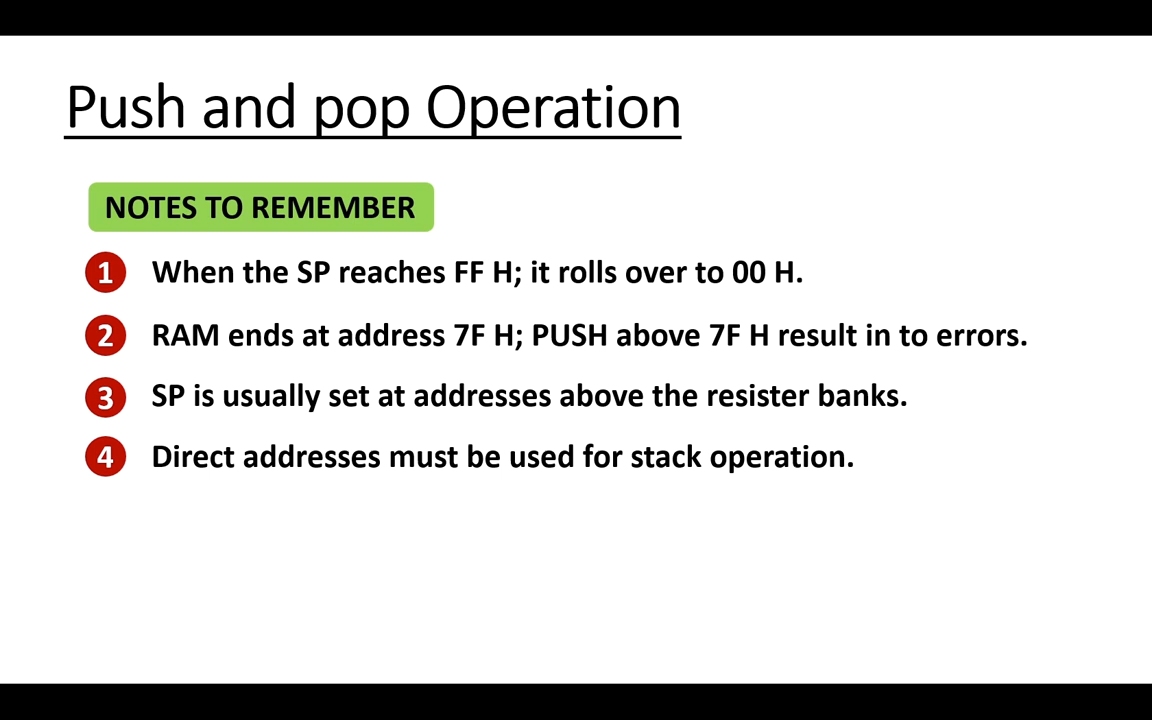 Push and pop Operation
NOTES TO REMEMBER
1 When the SP reaches FF H; it rolls over to 00 H.
2 RAM ends at address 7F H; PUSH above 7F H result in to errors.
3 SP is usually set at addresses above the resister banks.
4 Direct addresses must be used for stack operation.